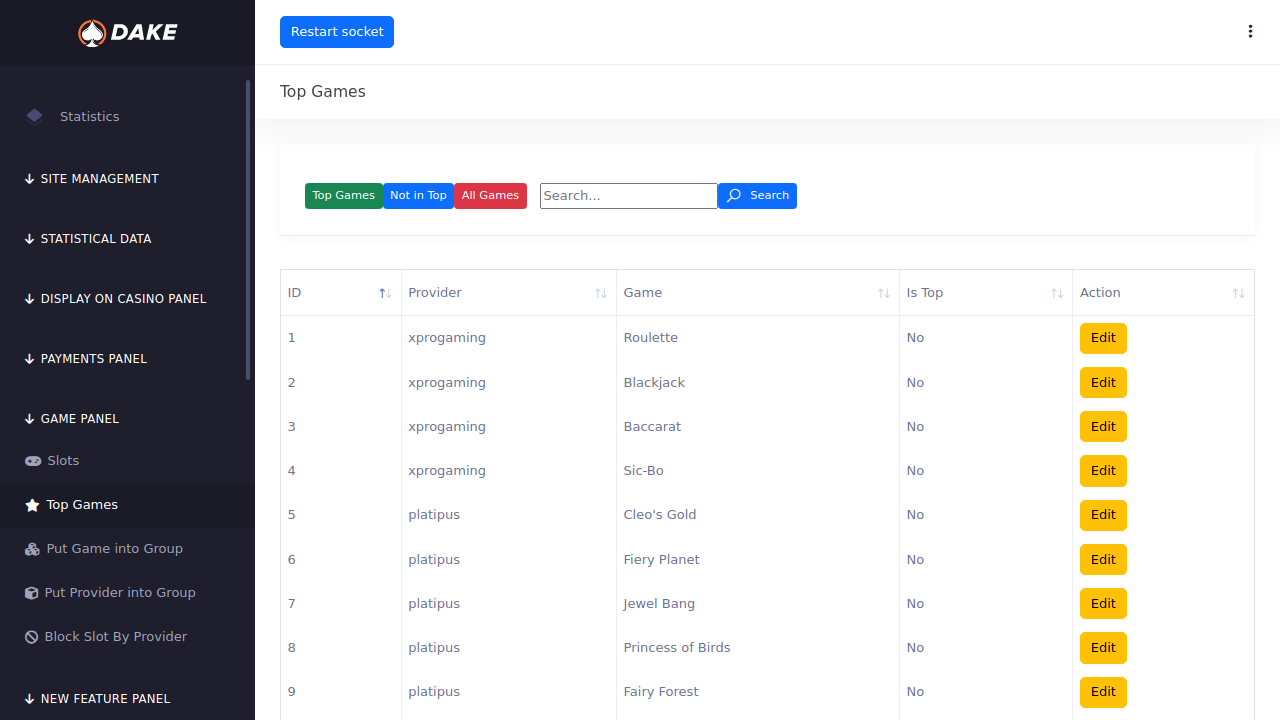 DAKE
Restart socket
Top Games
Statistics
SITE MANAGEMENT
STATISTICAL DATA
DISPLAY ON CASINO PANEL
PAYMENTS PANEL
GAME PANEL
Slots
Top Games
Put Game into Group
Put Provider into Group
Block Slot By Provider
NEW FEATURE PANEL
Top Games Not in Top All Games Search... Search
ID Provider Game Is Top Action
1 xprogaming Roulette No Edit
2 xprogaming Blackjack No Edit
3 xprogaming Baccarat No Edit
4 xprogaming Sic-Bo No Edit
5 platipus Cleo's Gold No Edit
6 platipus Fiery Planet No Edit
7 platipus Jewel Bang No Edit
8 platipus Princess of Birds No Edit
9 platipus Fairy Forest No Edit